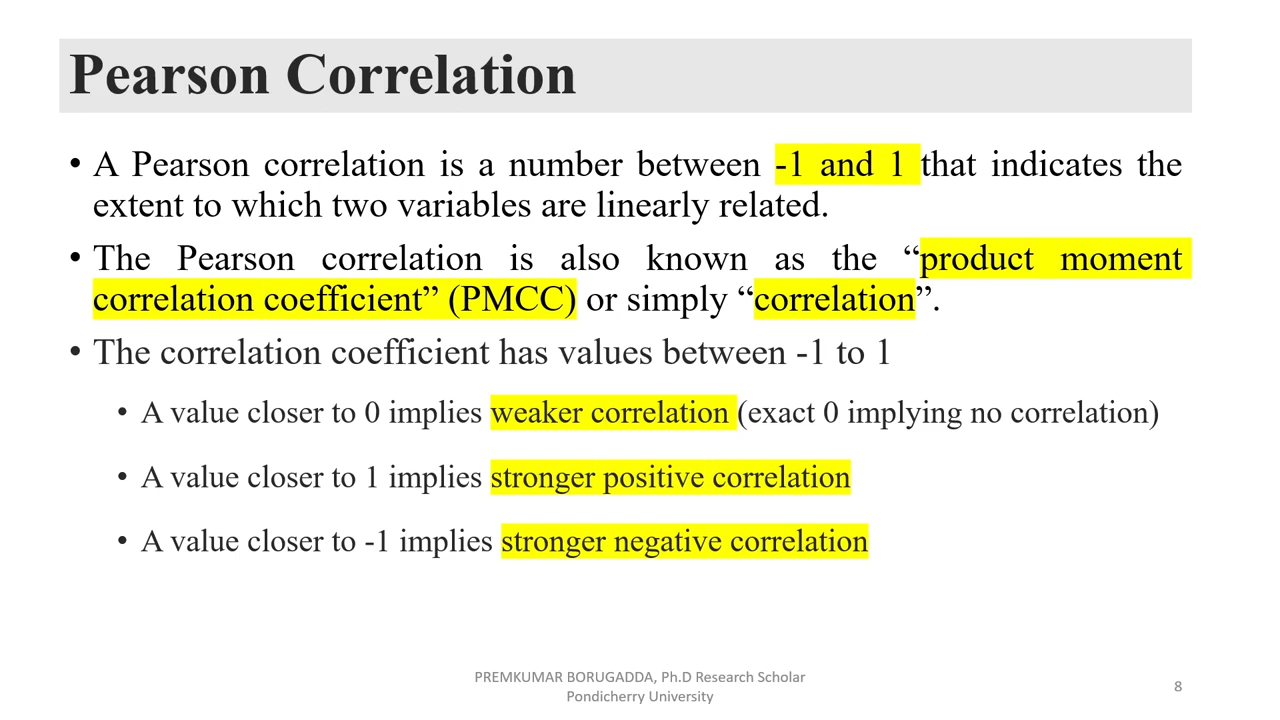 Pearson Correlation
• A Pearson correlation is a number between -1 and 1 that indicates the
extent to which two variables are linearly related.
• The Pearson correlation is also known as the “product moment
correlation coefficient” (PMCC) or simply “correlation”.
• The correlation coefficient has values between -1 to 1
• A value closer to 0 implies weaker correlation (exact 0 implying no correlation)
• A value closer to 1 implies stronger positive correlation
• A value closer to -1 implies stronger negative correlation
PREMKUMAR BORUGADDA, Ph.D Research Scholar
Pondicherry University
8